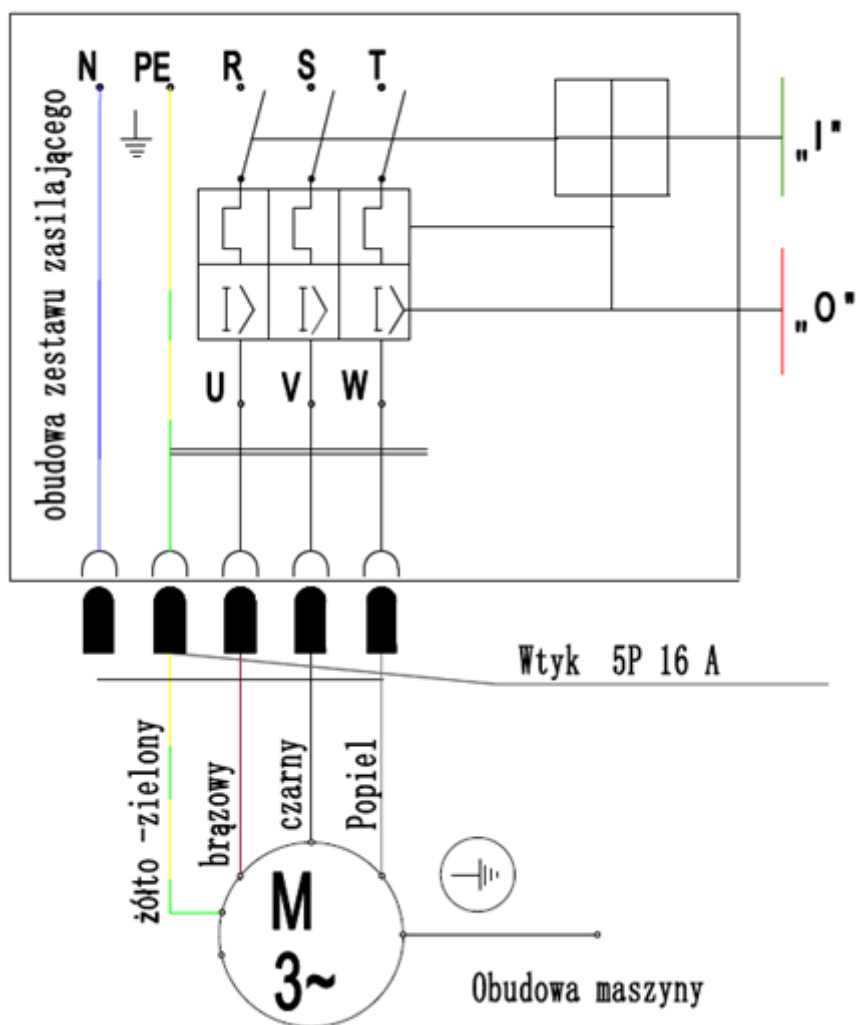 N PE R S T
obudowa zestawu zasilającego
„I"
„O"
U V W
Wtyk 5P 16 A
żółto -zielony
brązowy
czarny
Popiel
M
3~
Obudowa maszyny